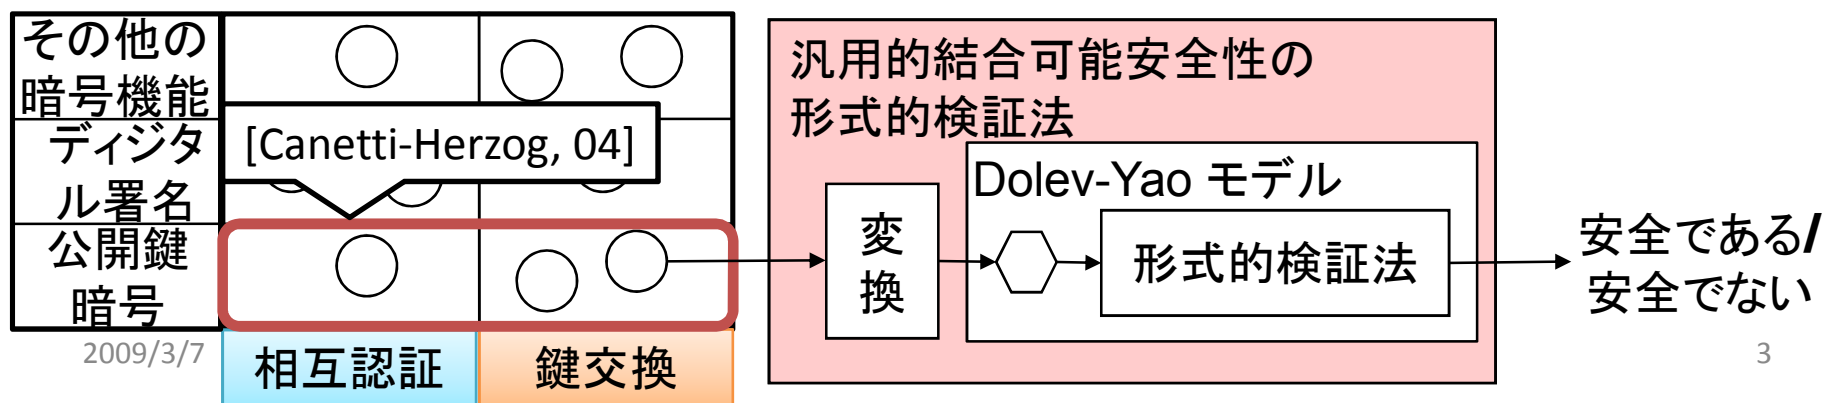 その他の
暗号機能
ディジタ
ル署名
公開鍵
暗号
[Canetti-Herzog, 04]
相互認証
鍵交換
汎用的結合可能安全性の
形式的検証法
Dolev-Yao モデル
変
換
形式的検証法
安全である/
安全でない
2009/3/7
3